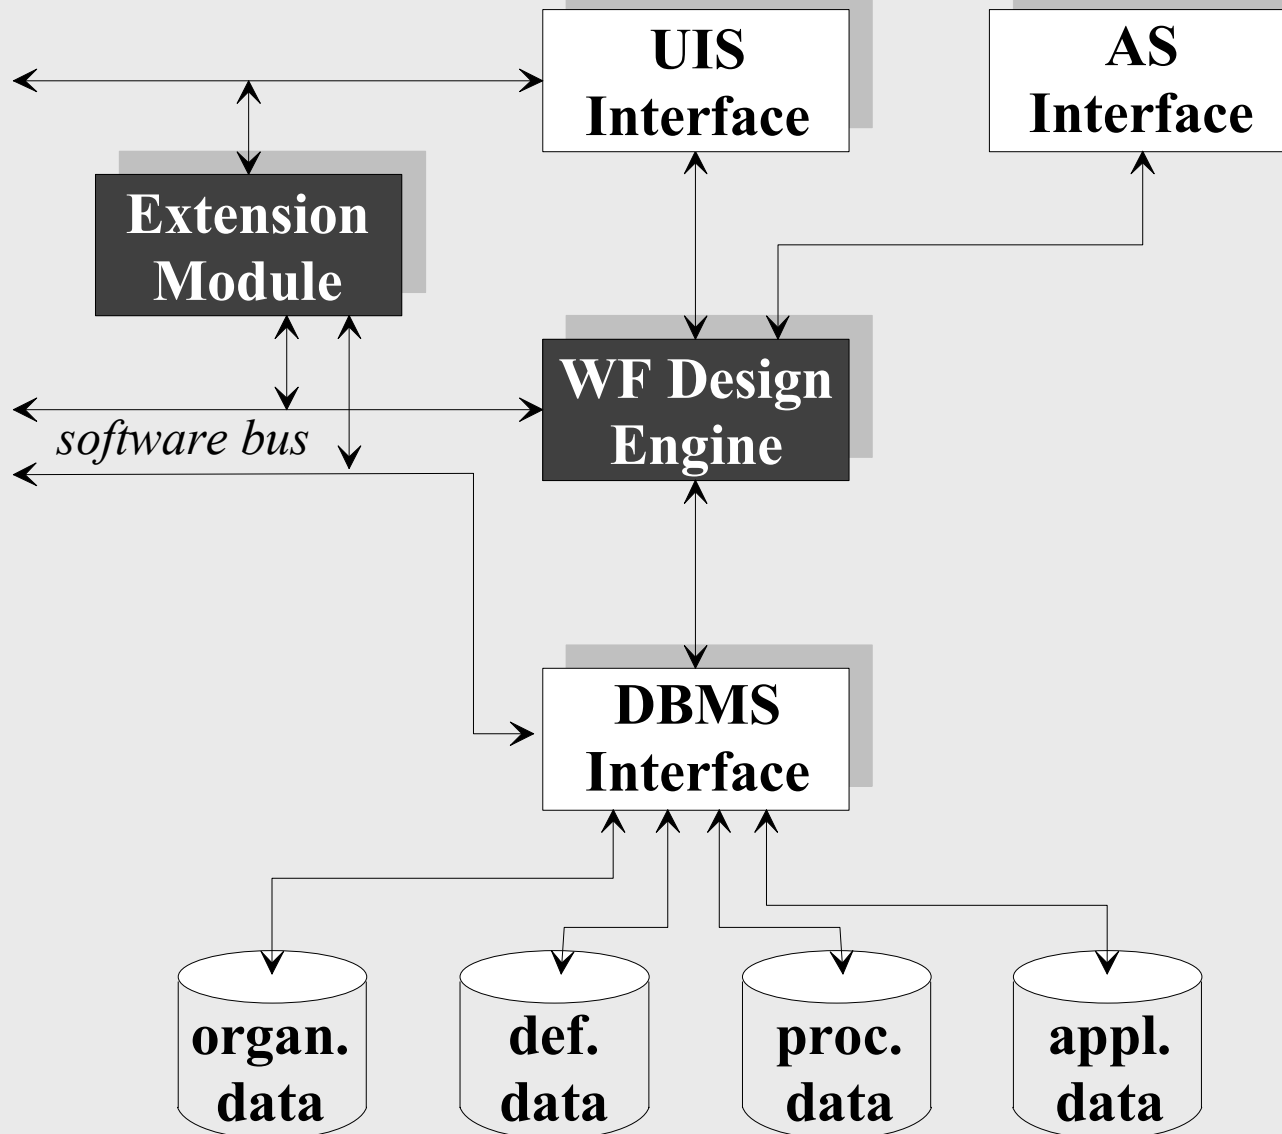 UIS
Interface
AS
Interface
Extension
Module
WF Design
Engine
software bus
DBMS
Interface
organ.
data
def.
data
proc.
data
appl.
data